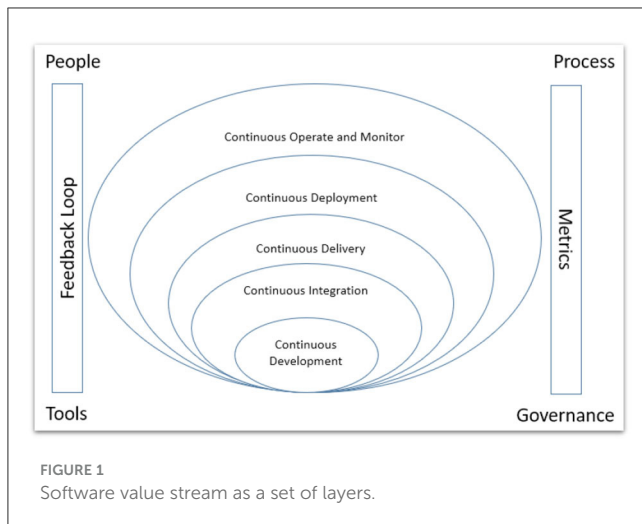 People
Process
Continuous Operate and Monitor
Continuous Deployment
Continuous Delivery
Continuous Integration
Continuous
Development
Feedback Loop
Metrics
Tools
Governance
FIGURE 1
Software value stream as a set of layers.